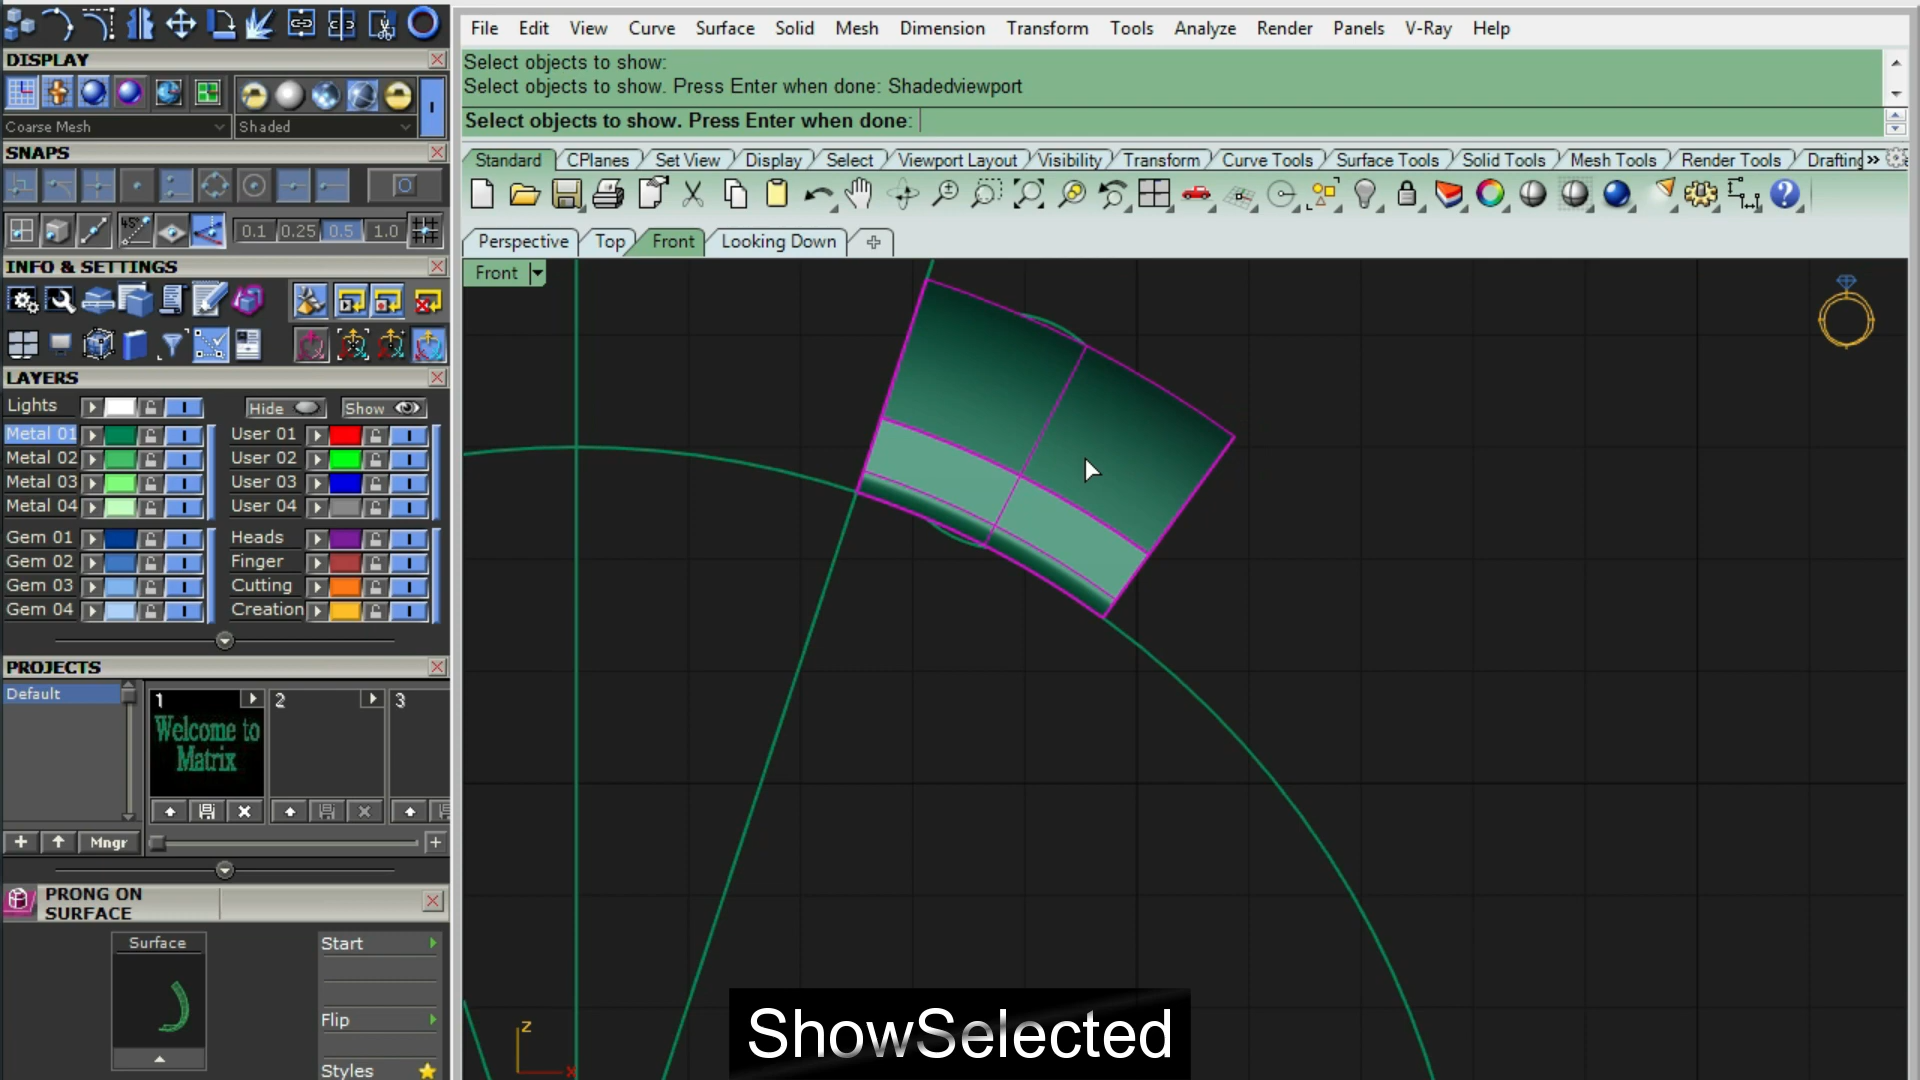 File Edit View Curve Surface Solid Mesh Dimension Transform Tools Analyze Render Panels V-Ray Help
Select objects to show:
Select objects to show. Press Enter when done: Shadedviewport
Select objects to show. Press Enter when done:
Standard CPlanes Set View Display Select Viewport Layout Visibility Transform Curve Tools Surface Tools Solid Tools Mesh Tools Render Tools Drafting
Perspective Top Front Looking Down
Front
DISPLAY
Coarse Mesh Shaded
SNAPS
45°
0.1 0.25 0.5 1.0
INFO & SETTINGS
LAYERS
Lights Hide Show
Metal 01 User 01
Metal 02 User 02
Metal 03 User 03
Metal 04 User 04
Gem 01 Heads
Gem 02 Finger
Gem 03 Cutting
Gem 04 Creation
PROJECTS
Default
1 2 3
Welcome to
Matrix
Mngr
PRONG ON
SURFACE
Surface
Start
Flip
Styles
z
x
ShowSelected